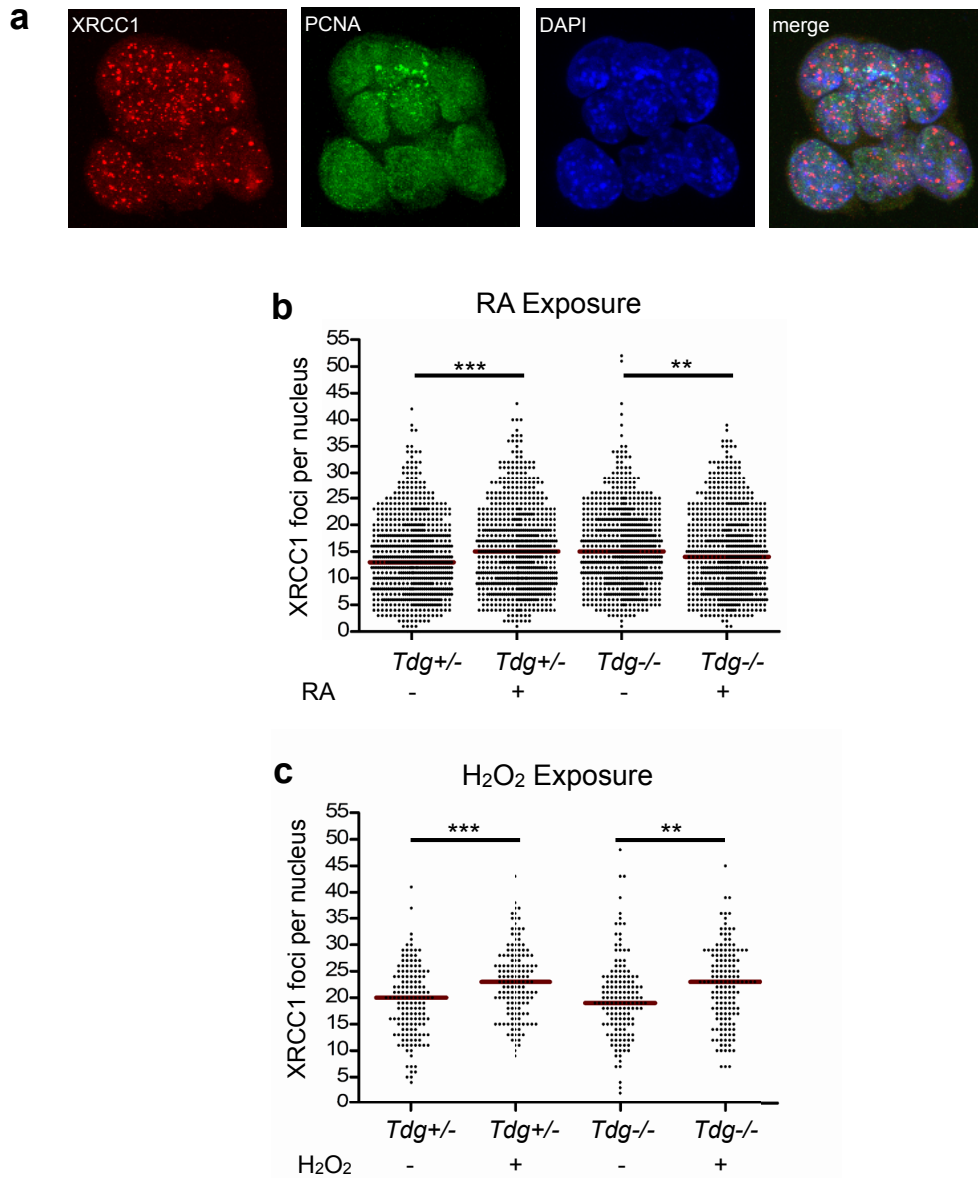 a
XRCC1 PCNA DAPI merge
b
RA Exposure
XRCC1 foci per nucleus
55
50
45
40
35
30
25
20
15
10
5
0
*** **
Tdg+/- Tdg+/- Tdg-/- Tdg-/-
RA - + - +
c
H₂O₂ Exposure
XRCC1 foci per nucleus
55
50
45
40
35
30
25
20
15
10
5
0
*** **
Tdg+/- Tdg+/- Tdg-/- Tdg-/-
H₂O₂ - + - +